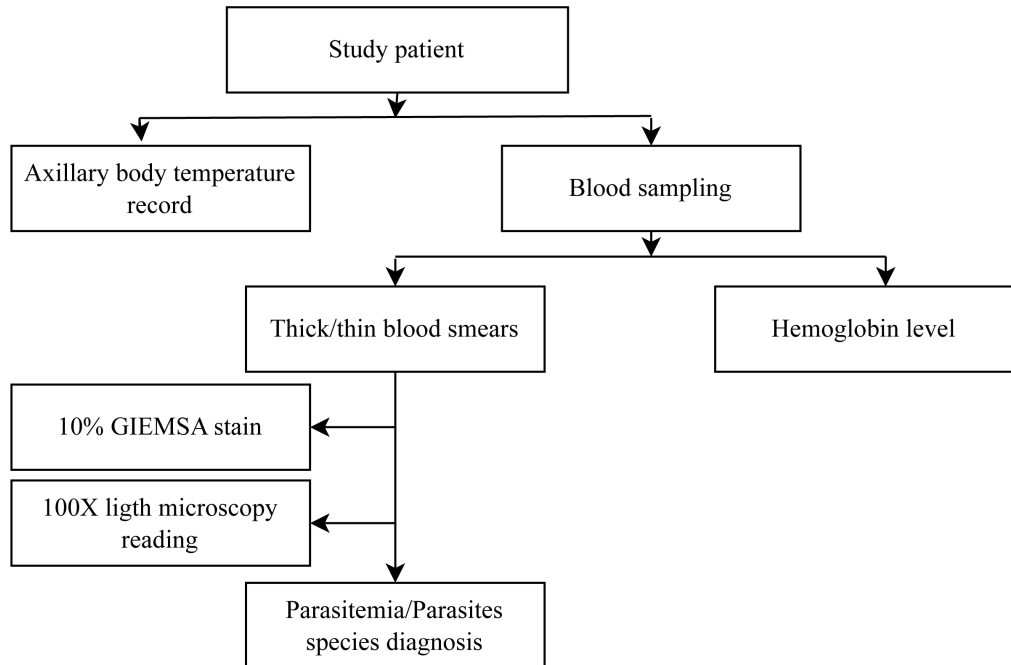 Study patient
Axillary body temperature
record
Blood sampling
Thick/thin blood smears
Hemoglobin level
10% GIEMSA stain
100X ligth microscopy
reading
Parasitemia/Parasites
species diagnosis